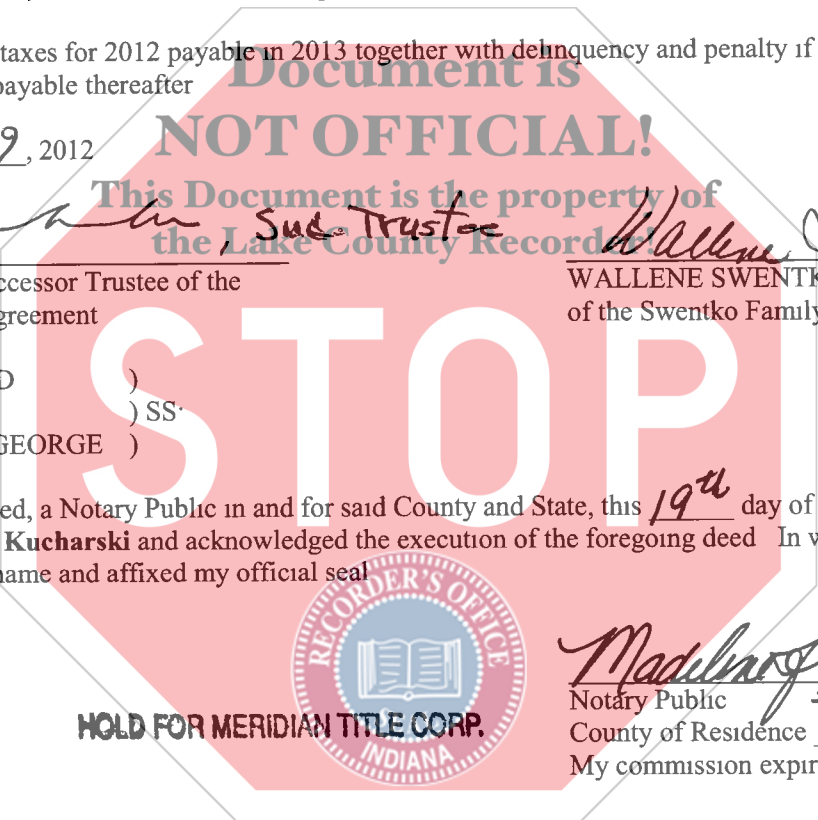 taxes for 2012 payable in 2013 together with delinquency and penalty if
payable thereafter
Document is
NOT OFFICIAL!
9, 2012
This Document is the property of
the Lake County Recorder!
, Suc. Trustee
Wallene
ccessor Trustee of the
greement
WALLENE SWENTK
of the Swentko Family
STOP
D )
) SS
GEORGE )
ed, a Notary Public in and for said County and State, this 19th day of
Kucharski and acknowledged the execution of the foregoing deed In w
name and affixed my official seal
RECORDER'S OFFICE
INDIANA
HOLD FOR MERIDIAN TITLE CORP.
Notary Public
County of Residence
My commission expir